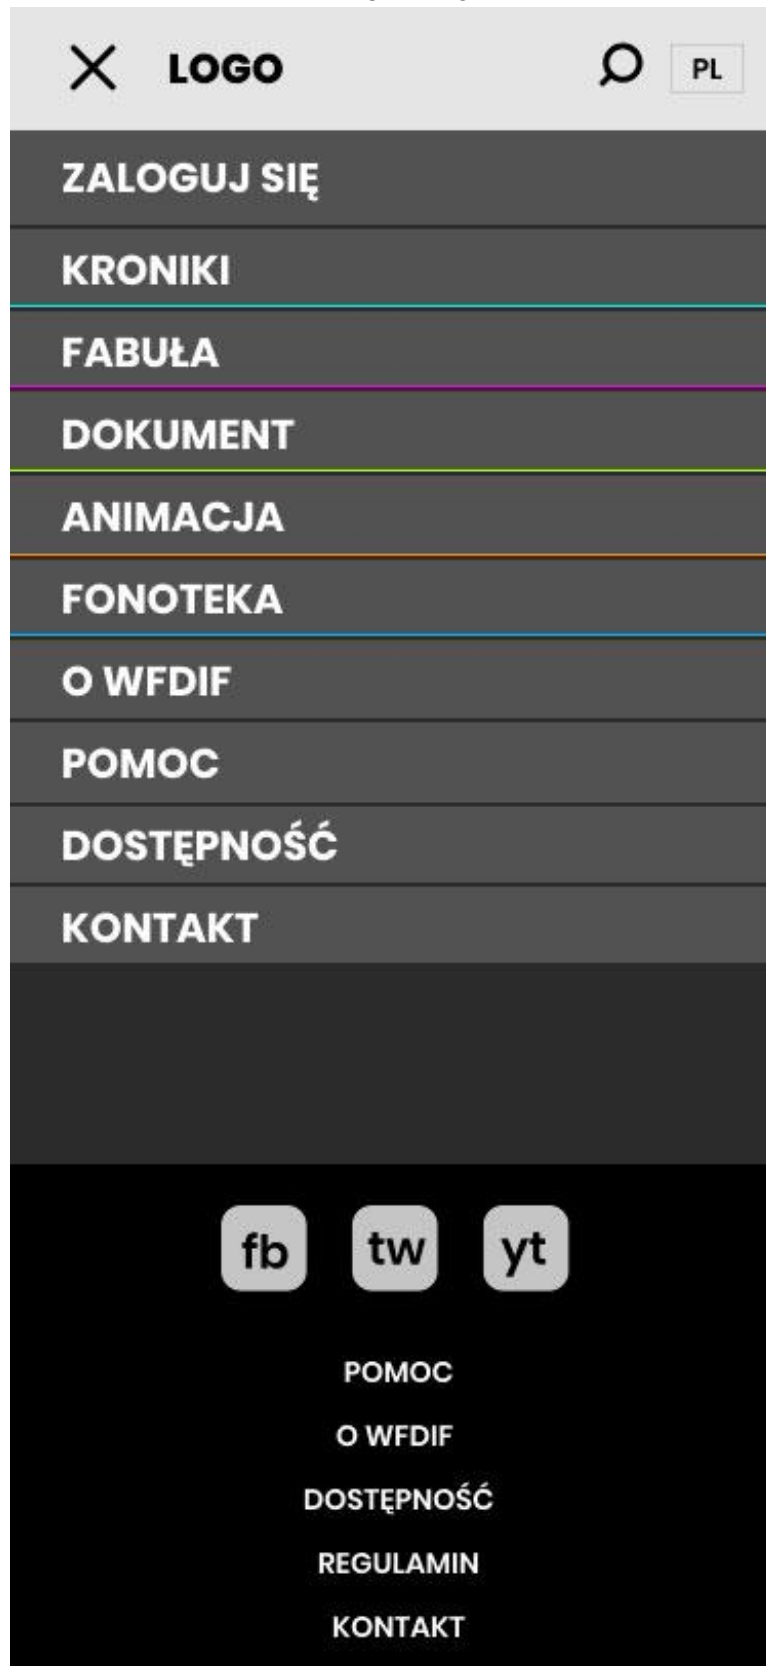 LOGO PL
ZALOGUJ SIĘ
KRONIKI
FABUŁA
DOKUMENT
ANIMACJA
FONOTEKA
O WFDIF
POMOC
DOSTĘPNOŚĆ
KONTAKT
fb tw yt
POMOC
O WFDIF
DOSTĘPNOŚĆ
REGULAMIN
KONTAKT